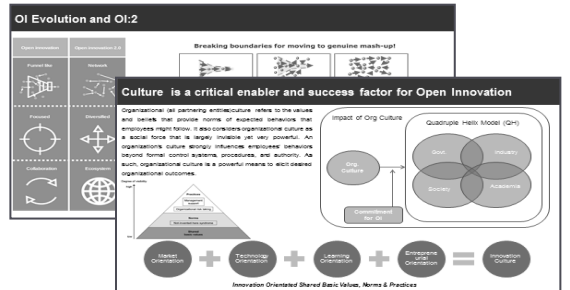 OI Evolution and OI:2
Open innovation
Open innovation 2.0
Breaking boundaries for moving to genuine mash-up!
Funnel-like
Network
Focused
Diversified
Collaboration
Ecosystem
Culture is a critical enabler and success factor for Open Innovation
Organizational (all partnering entities)culture refers to the values
and beliefs that provide norms of expected behaviors that
employees might follow. It also considers organizational culture as
a social force that is largely invisible yet very powerful. An
organization's culture strongly influences employees' behaviors
beyond formal control systems, procedures, and authority. As
such, organizational culture is a powerful means to elicit desired
organizational outcomes.
Impact of Org Culture
Quadruple Helix Model (QH)
Org.
Culture
Govt.
Industry
Society
Academia
Commitment
for OI
Practices
Norms
Market
Orientation
Technology
Orientation
Learning
Orientation
Entreprene
urial
Orientation
Innovation
Culture
Innovation Orientated Shared Basic Values, Norms & Practices